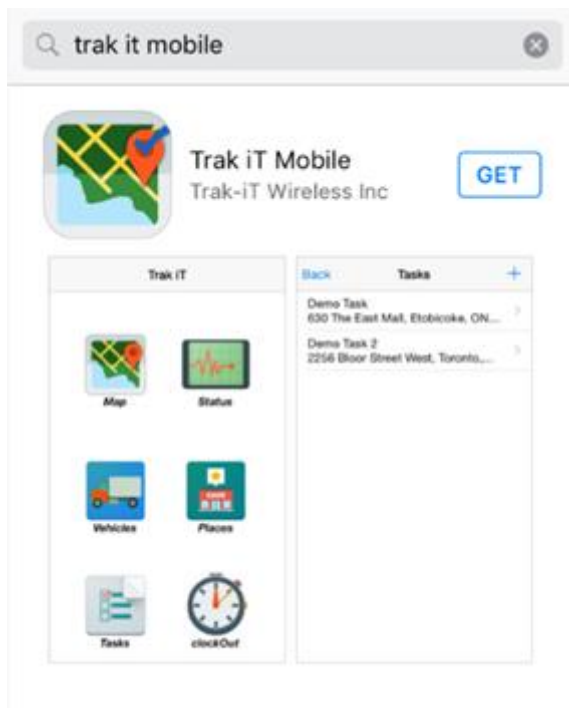 trak it mobile
Trak iT Mobile
Trak-iT Wireless Inc
GET
Trak iT
Map
Status
Vehicles
Places
Tasks
clockOut
Back
Tasks
+
Demo Task
630 The East Mall, Etobicoke, ON...
Demo Task 2
2256 Bloor Street West, Toronto,...